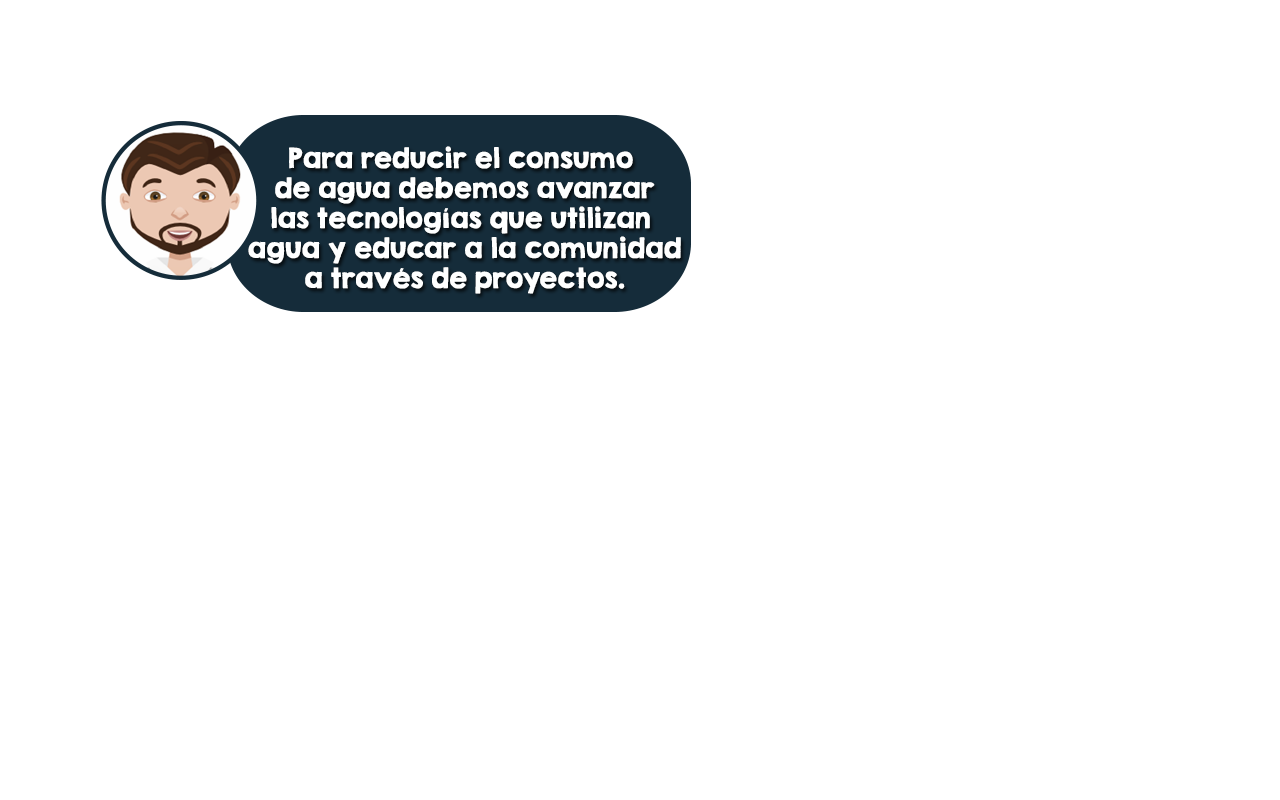 Para reducir el consumo
de agua debemos avanzar
las tecnologías que utilizan
agua y educar a la comunidad
a través de proyectos.